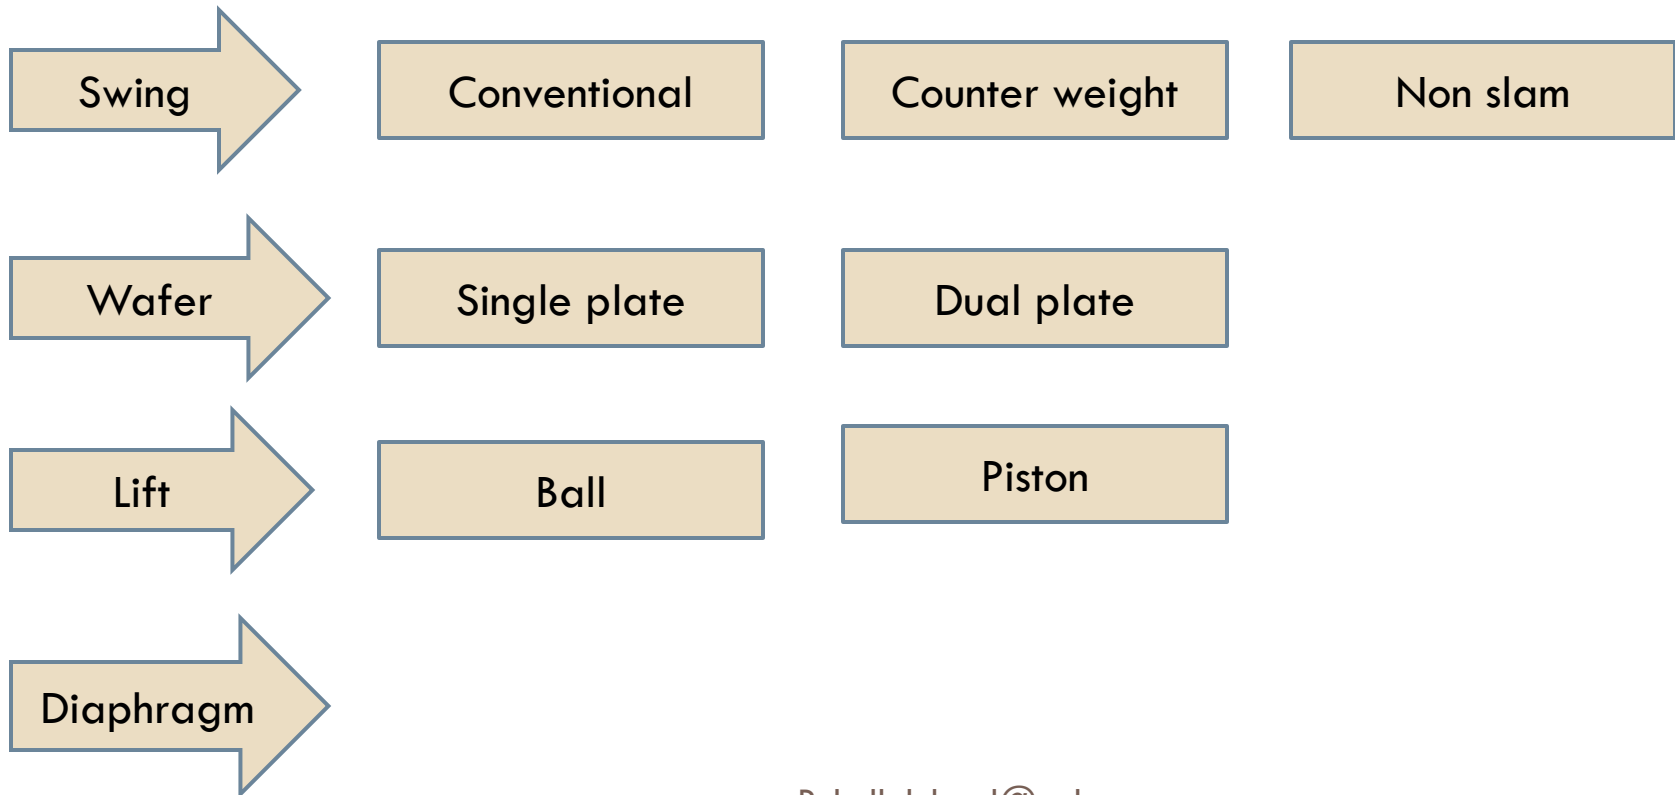 Swing
Conventional
Counter weight
Non slam
Wafer
Single plate
Dual plate
Lift
Ball
Piston
Diaphragm